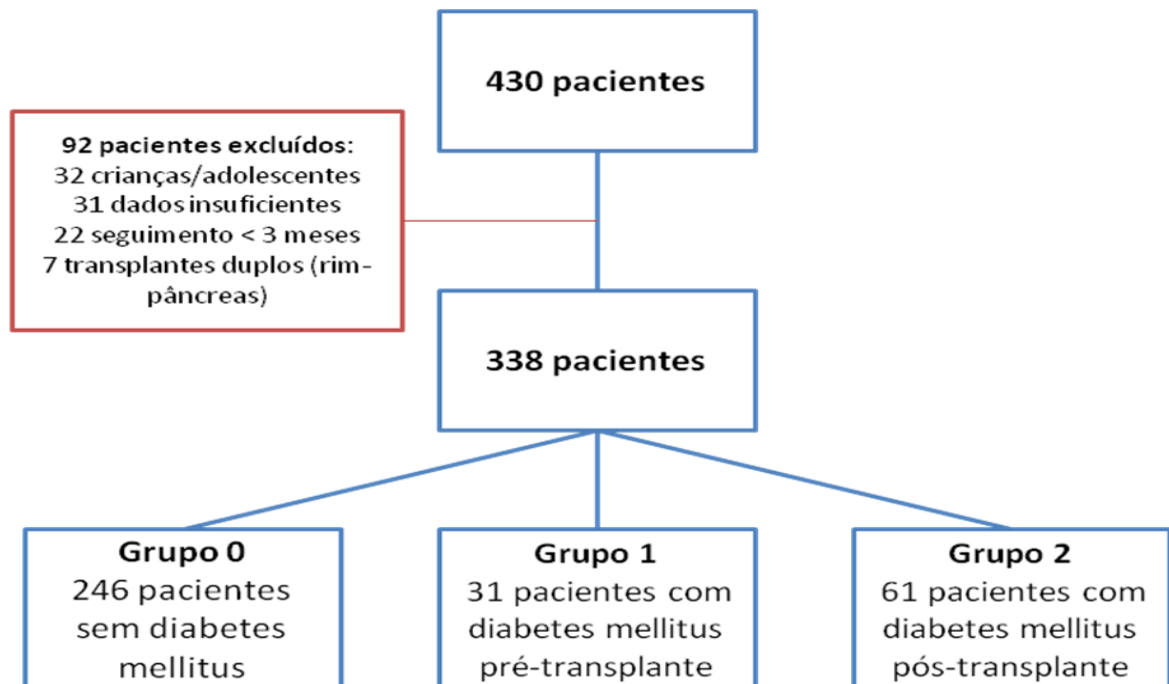 430 pacientes
92 pacientes excluídos:
32 crianças/adolescentes
31 dados insuficientes
22 seguimento < 3 meses
7 transplantes duplos (rim-
pâncreas)
338 pacientes
Grupo 0
246 pacientes
sem diabetes
mellitus
Grupo 1
31 pacientes com
diabetes mellitus
pré-transplante
Grupo 2
61 pacientes com
diabetes mellitus
pós-transplante